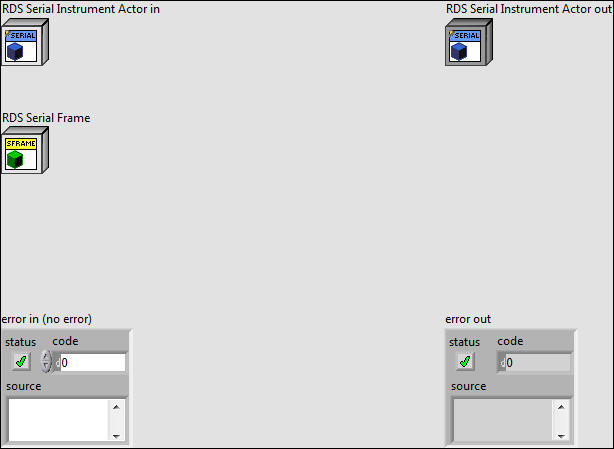 RDS Serial Instrument Actor in
RDS Serial Instrument Actor out
SERIAL
SERIAL
RDS Serial Frame
SFRAME
error in (no error)
error out
status
code
status
code
d
0
d
0
source
source